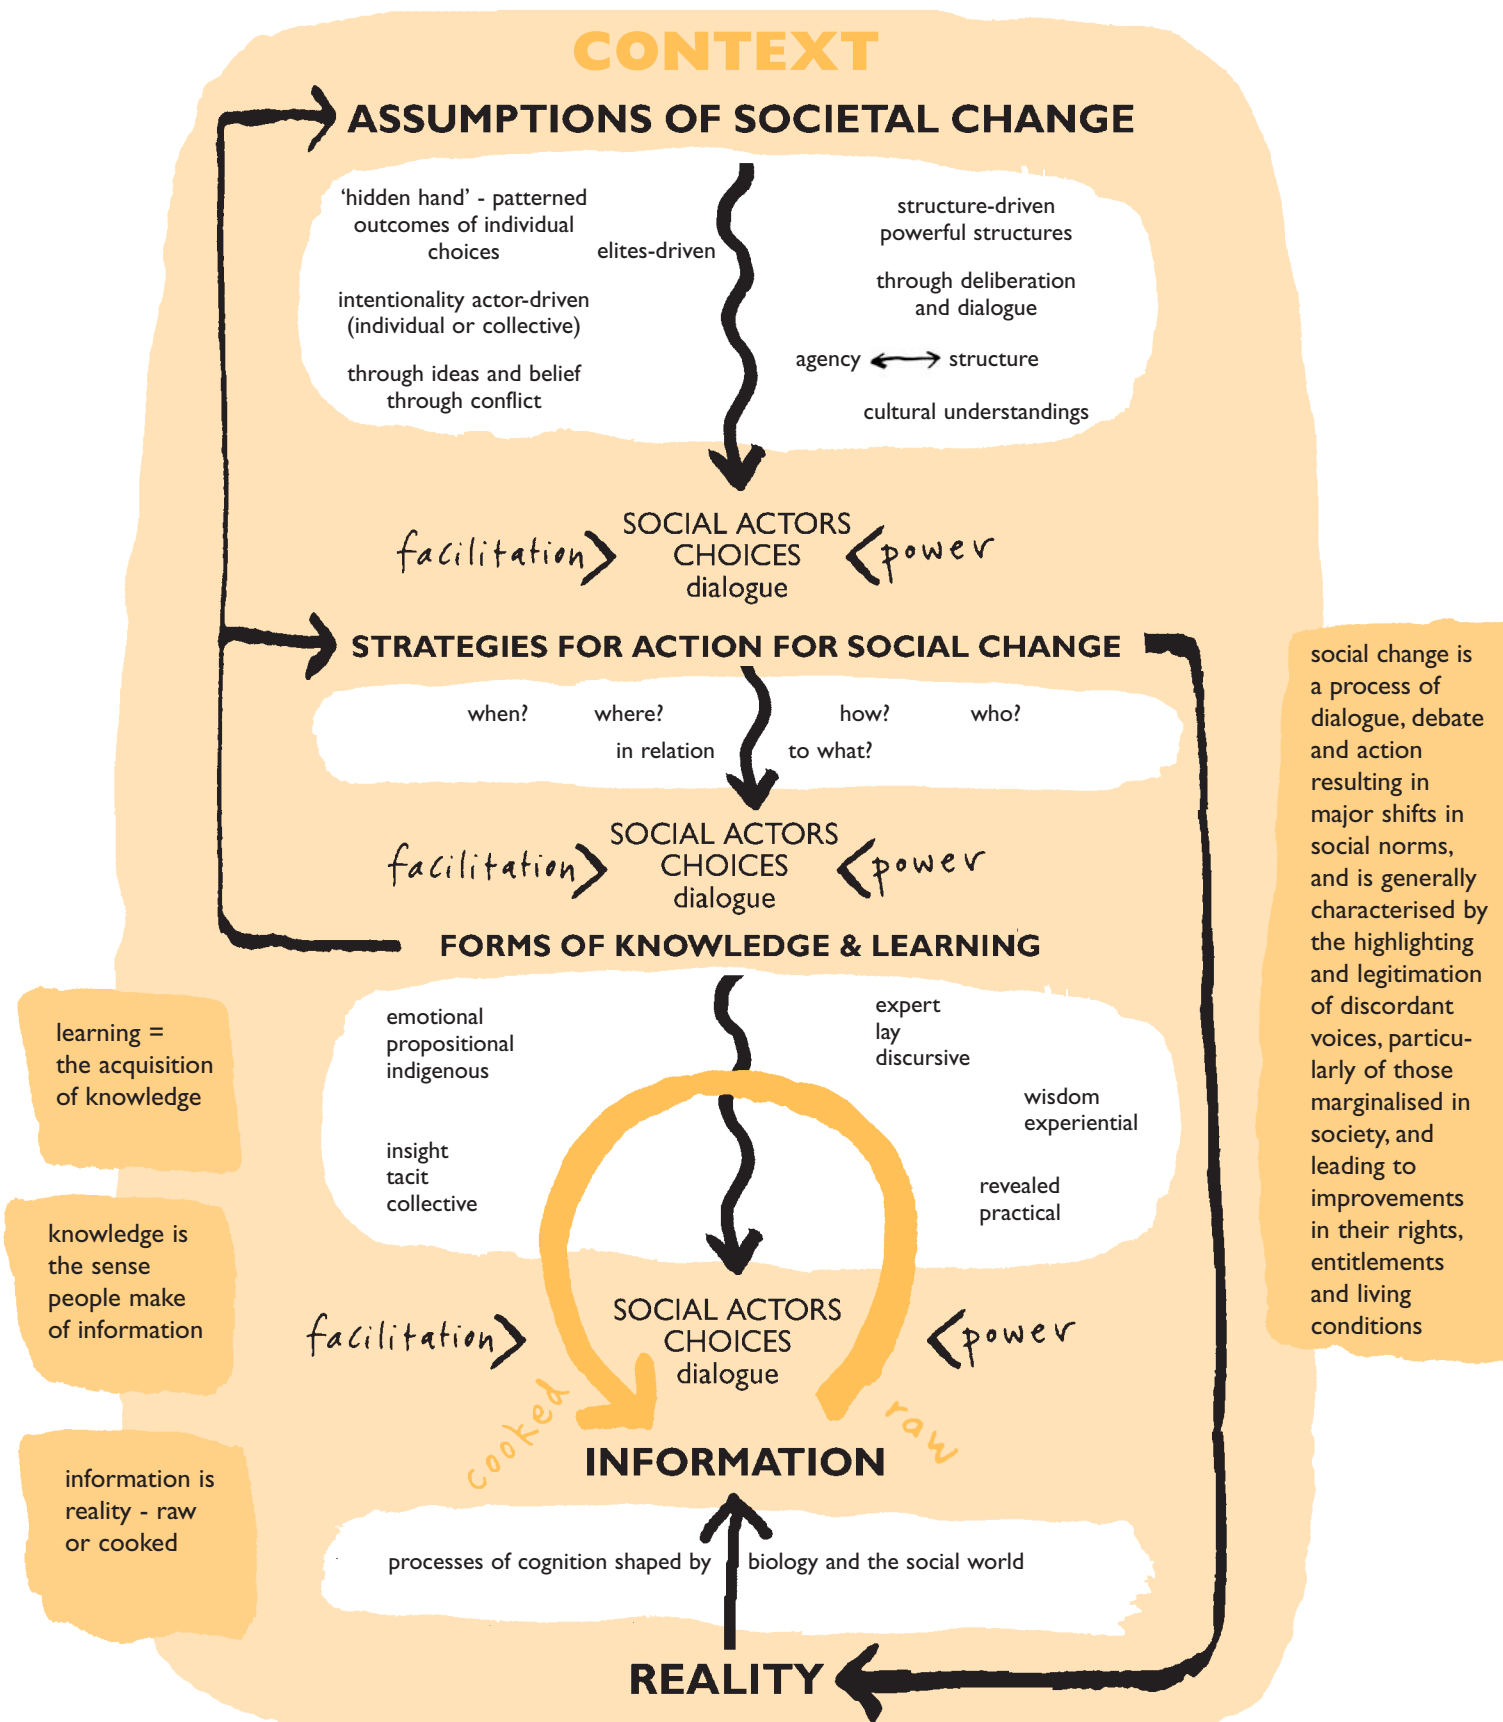 CONTEXT
ASSUMPTIONS OF SOCIETAL CHANGE
‘hidden hand’ - patterned
outcomes of individual
choices
elites-driven
intentionality actor-driven
(individual or collective)
through ideas and belief
through conflict
structure-driven
powerful structures
through deliberation
and dialogue
agency structure
cultural understandings
SOCIAL ACTORS
CHOICES
dialogue
facilitation
power
STRATEGIES FOR ACTION FOR SOCIAL CHANGE
when? where? how? who?
in relation to what?
SOCIAL ACTORS
CHOICES
dialogue
facilitation
power
FORMS OF KNOWLEDGE & LEARNING
emotional
propositional
indigenous
insight
tacit
collective
expert
lay
discursive
wisdom
experiential
revealed
practical
SOCIAL ACTORS
CHOICES
dialogue
facilitation
power
cooked
raw
INFORMATION
processes of cognition shaped by biology and the social world
REALITY
learning =
the acquisition
of knowledge
knowledge is
the sense
people make
of information
information is
reality - raw
or cooked
social change is
a process of
dialogue, debate
and action
resulting in
major shifts in
social norms,
and is generally
characterised by
the highlighting
and legitimation
of discordant
voices, particu-
larly of those
marginalised in
society, and
leading to
improvements
in their rights,
entitlements
and living
conditions